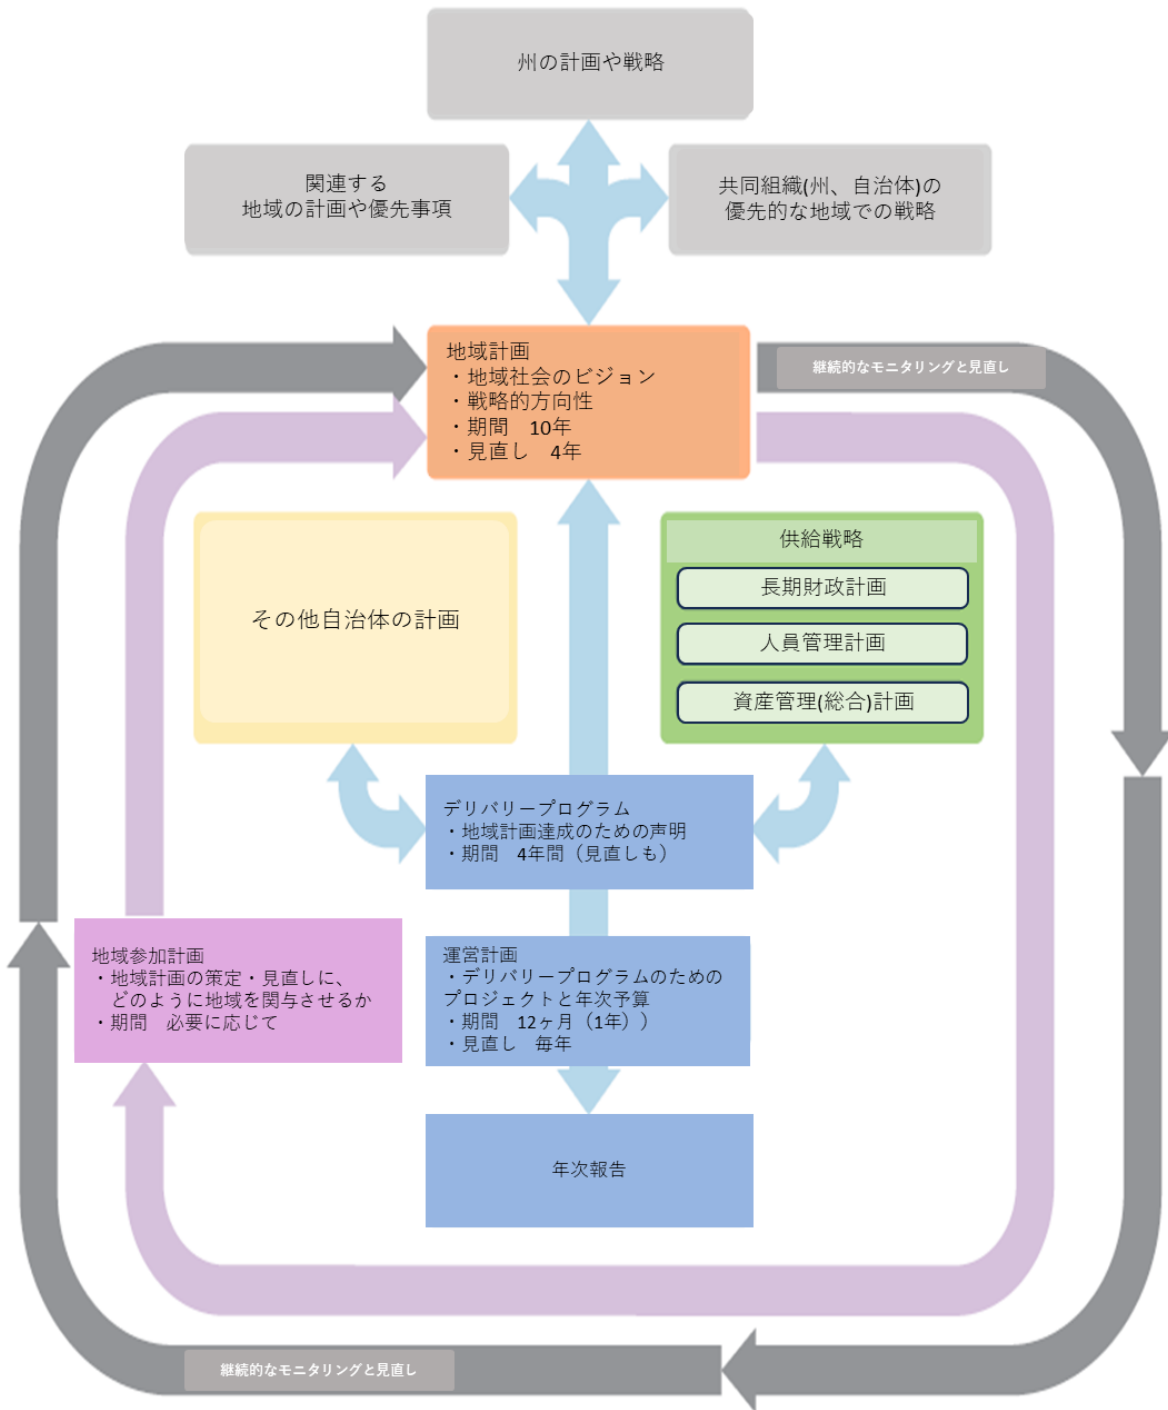 州の計画や戦略
関連する
地域の計画や優先事項
共同組織(州、自治体)の
優先的な地域での戦略
地域計画
・地域社会のビジョン
・戦略的方向性
・期間　10年
・見直し　4年
継続的なモニタリングと見直し
その他自治体の計画
供給戦略
長期財政計画
人員管理計画
資産管理(総合)計画
デリバリープログラム
・地域計画達成のための声明
・期間　4年間（見直しも）
地域参加計画
・地域計画の策定・見直しに、
どのように地域を関与させるか
・期間　必要に応じて
運営計画
・デリバリープログラムのための
プロジェクトと年次予算
・期間　12ヶ月（1年））
・見直し　毎年
年次報告
継続的なモニタリングと見直し